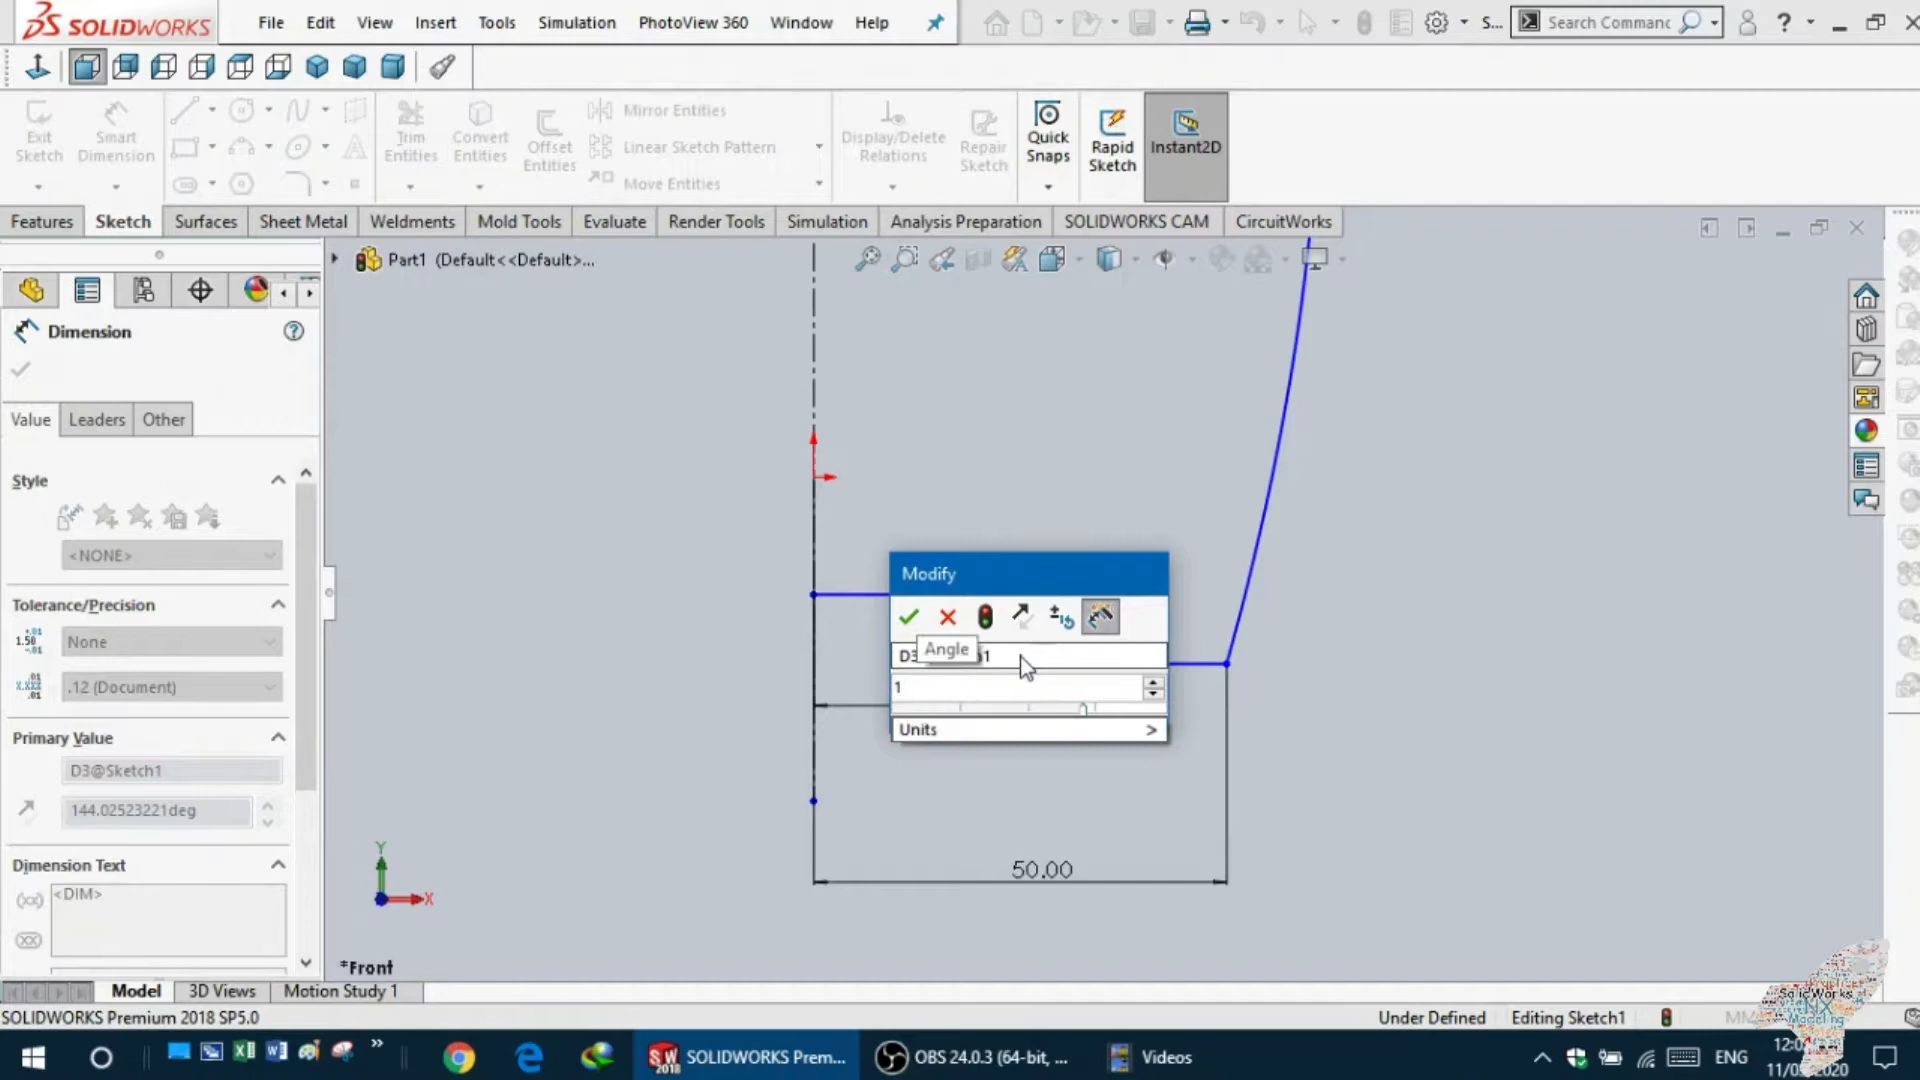 SOLIDWORKS File Edit View Insert Tools Simulation PhotoView 360 Window Help S... Search Commanc ?
Exit Sketch
Smart Dimension
Trim Entities
Convert Entities
Offset Entities
Mirror Entities
Linear Sketch Pattern
Move Entities
Display/Delete Relations
Repair Sketch
Quick Snaps
Rapid Sketch
Instant2D
Features Sketch Surfaces Sheet Metal Weldments Mold Tools Evaluate Render Tools Simulation Analysis Preparation SOLIDWORKS CAM CircuitWorks
Part1 (Default<<Default>...
Dimension
Value Leaders Other
Style
<NONE>
Tolerance/Precision
None
.12 (Document)
Primary Value
D3@Sketch1
144.02523221deg
Dimension Text
<DIM>
Modify
Angle
1
Units >
50.00
Y
X
*Front
Model 3D Views Motion Study 1
SOLIDWORKS Premium 2018 SP5.0 Under Defined Editing Sketch1
SolidWorks
NX
Modeling
SOLIDWORKS Prem... OBS 24.0.3 (64-bit, ... Videos ENG